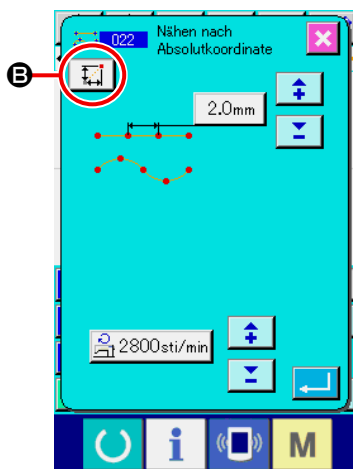 022 Nähen nach
Absolutkoordinate
B
2.0mm
2800sti/min
i
M